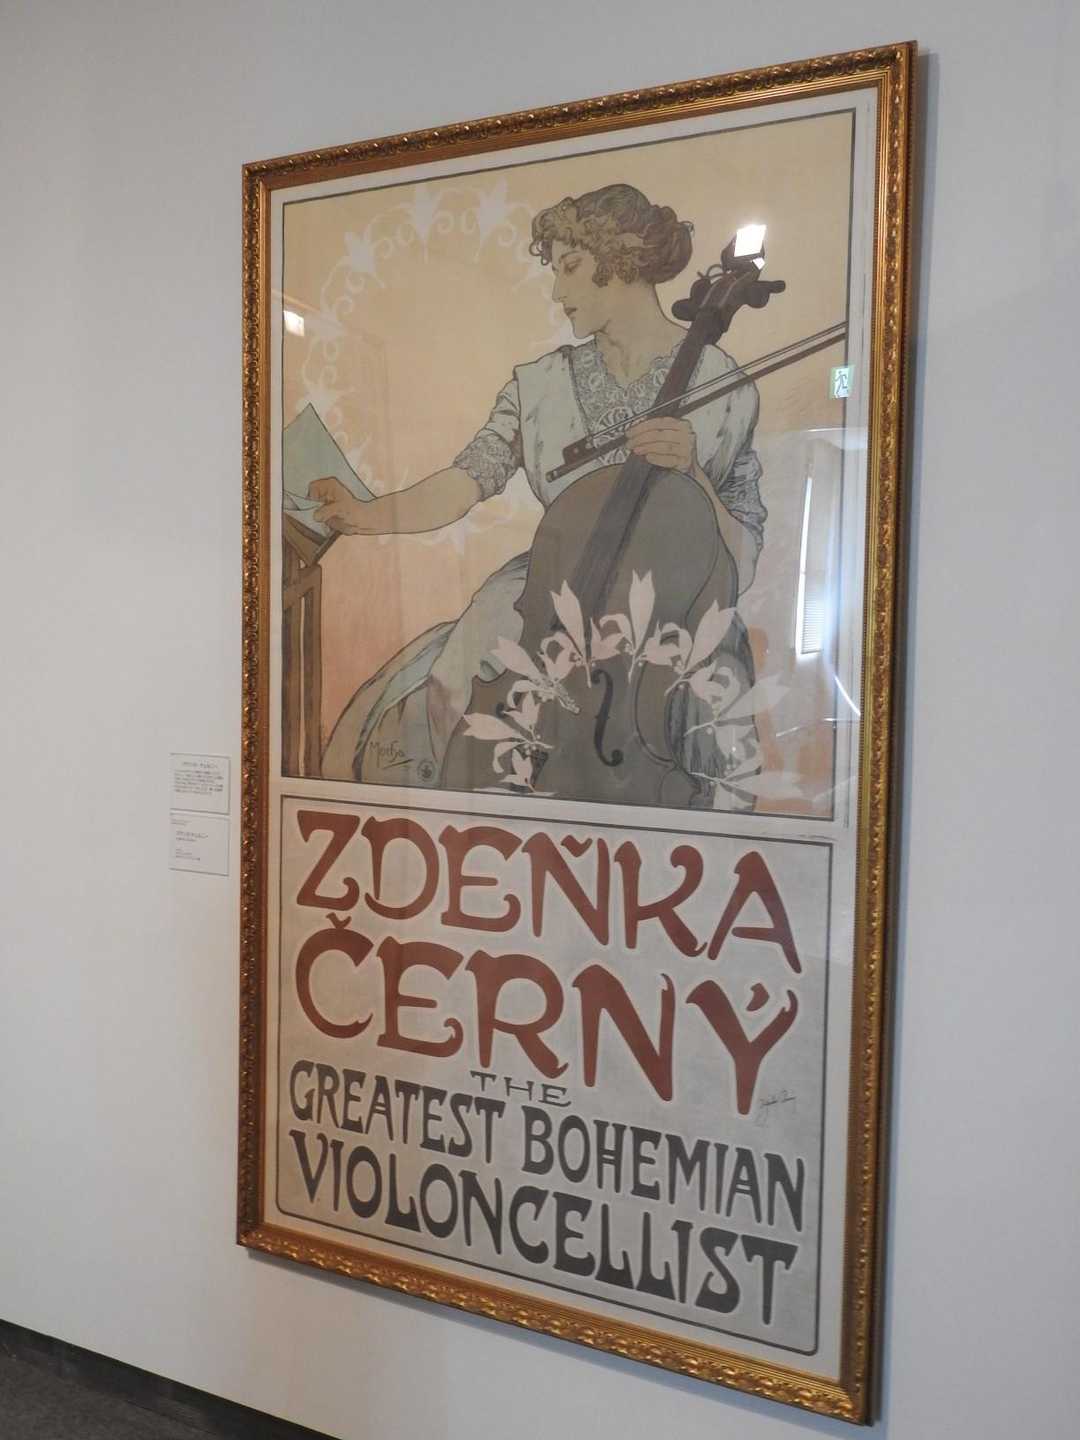 Mucha
ZDEŇKA
ČERNÝ
THE
GREATEST BOHEMIAN
VIOLONCELLIST